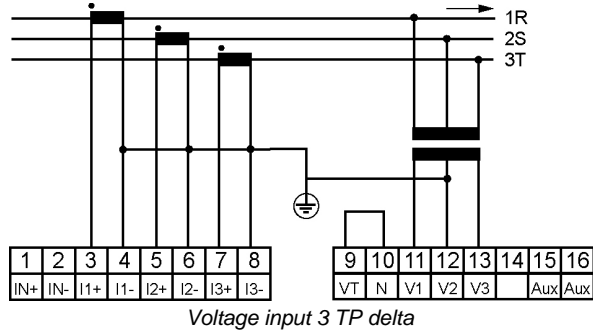 1R
2S
3T
1 2 3 4 5 6 7 8
IN+ IN- I1+ I1- I2+ I2- I3+ I3-
9 10 11 12 13 14 15 16
VT N V1 V2 V3 Aux Aux
Voltage input 3 TP delta